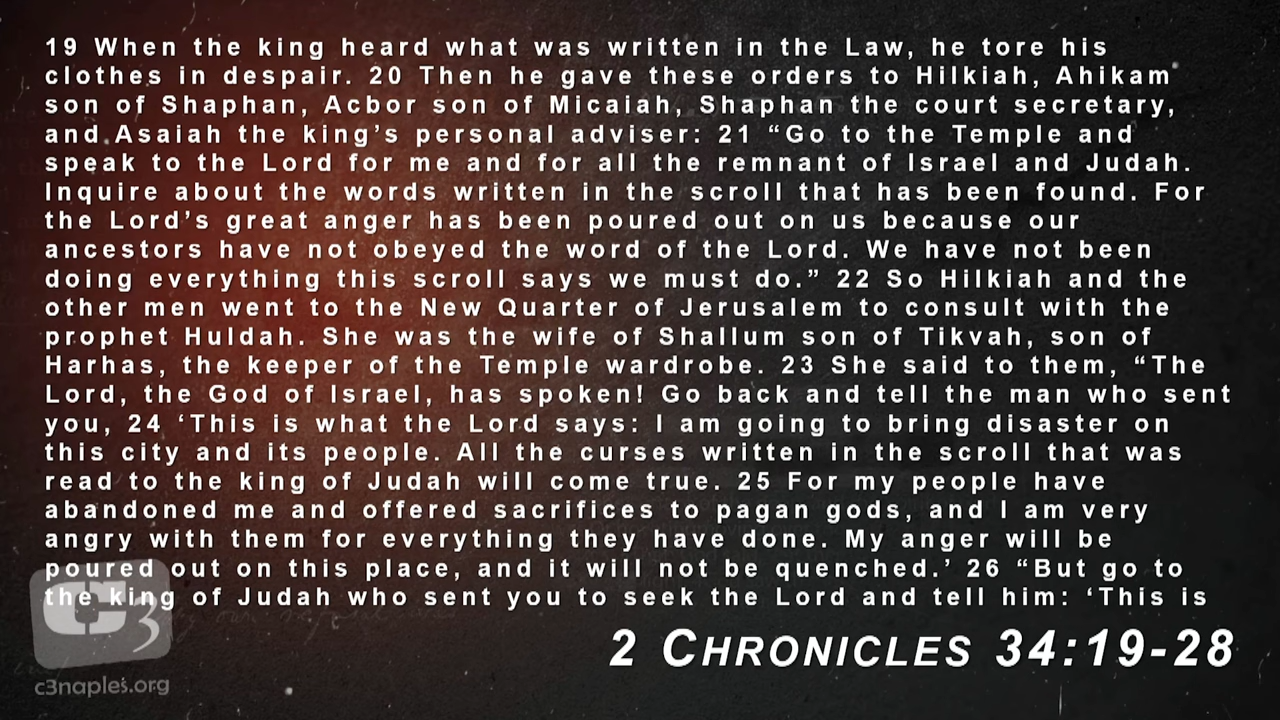 19 When the king heard what was written in the Law, he tore his
clothes in despair. 20 Then he gave these orders to Hilkiah, Ahikam
son of Shaphan, Acbor son of Micaiah, Shaphan the court secretary,
and Asaiah the king’s personal adviser: 21 “Go to the Temple and
speak to the Lord for me and for all the remnant of Israel and Judah.
Inquire about the words written in the scroll that has been found. For
the Lord’s great anger has been poured out on us because our
ancestors have not obeyed the word of the Lord. We have not been
doing everything this scroll says we must do.” 22 So Hilkiah and the
other men went to the New Quarter of Jerusalem to consult with the
prophet Huldah. She was the wife of Shallum son of Tikvah, son of
Harhas, the keeper of the Temple wardrobe. 23 She said to them, “The
Lord, the God of Israel, has spoken! Go back and tell the man who sent
you, 24 ‘This is what the Lord says: I am going to bring disaster on
this city and its people. All the curses written in the scroll that was
read to the king of Judah will come true. 25 For my people have
abandoned me and offered sacrifices to pagan gods, and I am very
angry with them for everything they have done. My anger will be
poured out on this place, and it will not be quenched.’ 26 “But go to
the king of Judah who sent you to seek the Lord and tell him: ‘This is
2 CHRONICLES 34:19-28
C3
c3naples.org